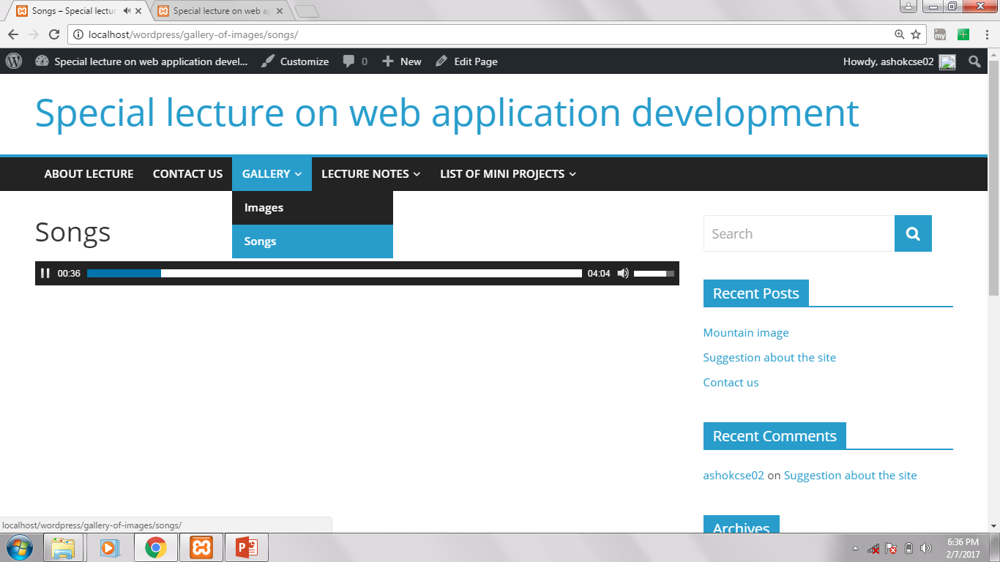 Songs – Special lectur
Special lecture on web a
localhost/wordpress/gallery-of-images/songs/
my
Special lecture on web application devel... Customize 0 New Edit Page Howdy, ashokcse02
Special lecture on web application development
ABOUT LECTURE CONTACT US GALLERY LECTURE NOTES LIST OF MINI PROJECTS
Images
Songs
Songs
00:36 04:04
Search
Recent Posts
Mountain image
Suggestion about the site
Contact us
Recent Comments
ashokcse02 on Suggestion about the site
Archives
localhost/wordpress/gallery-of-images/songs/
6:36 PM
2/7/2017